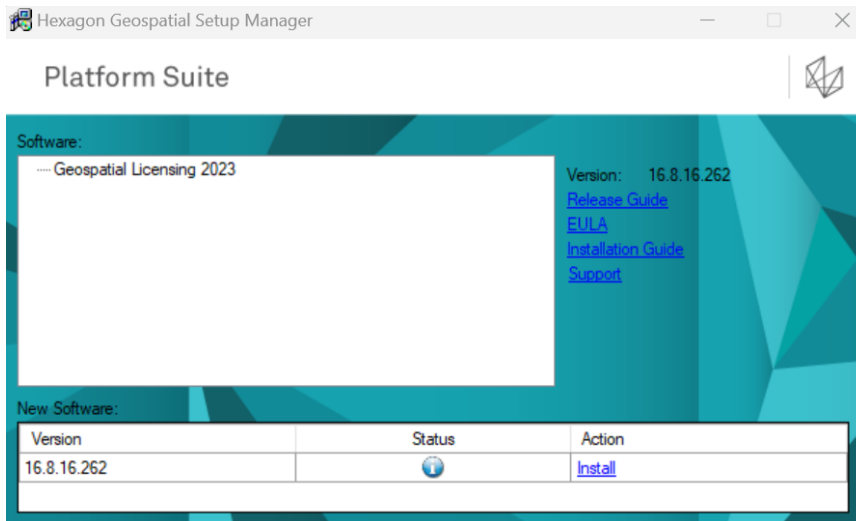 Hexagon Geospatial Setup Manager
Platform Suite
Software:
Geospatial Licensing 2023
Version: 16.8.16.262
Release Guide
EULA
Installation Guide
Support
New Software:
Version Status Action
16.8.16.262 Install